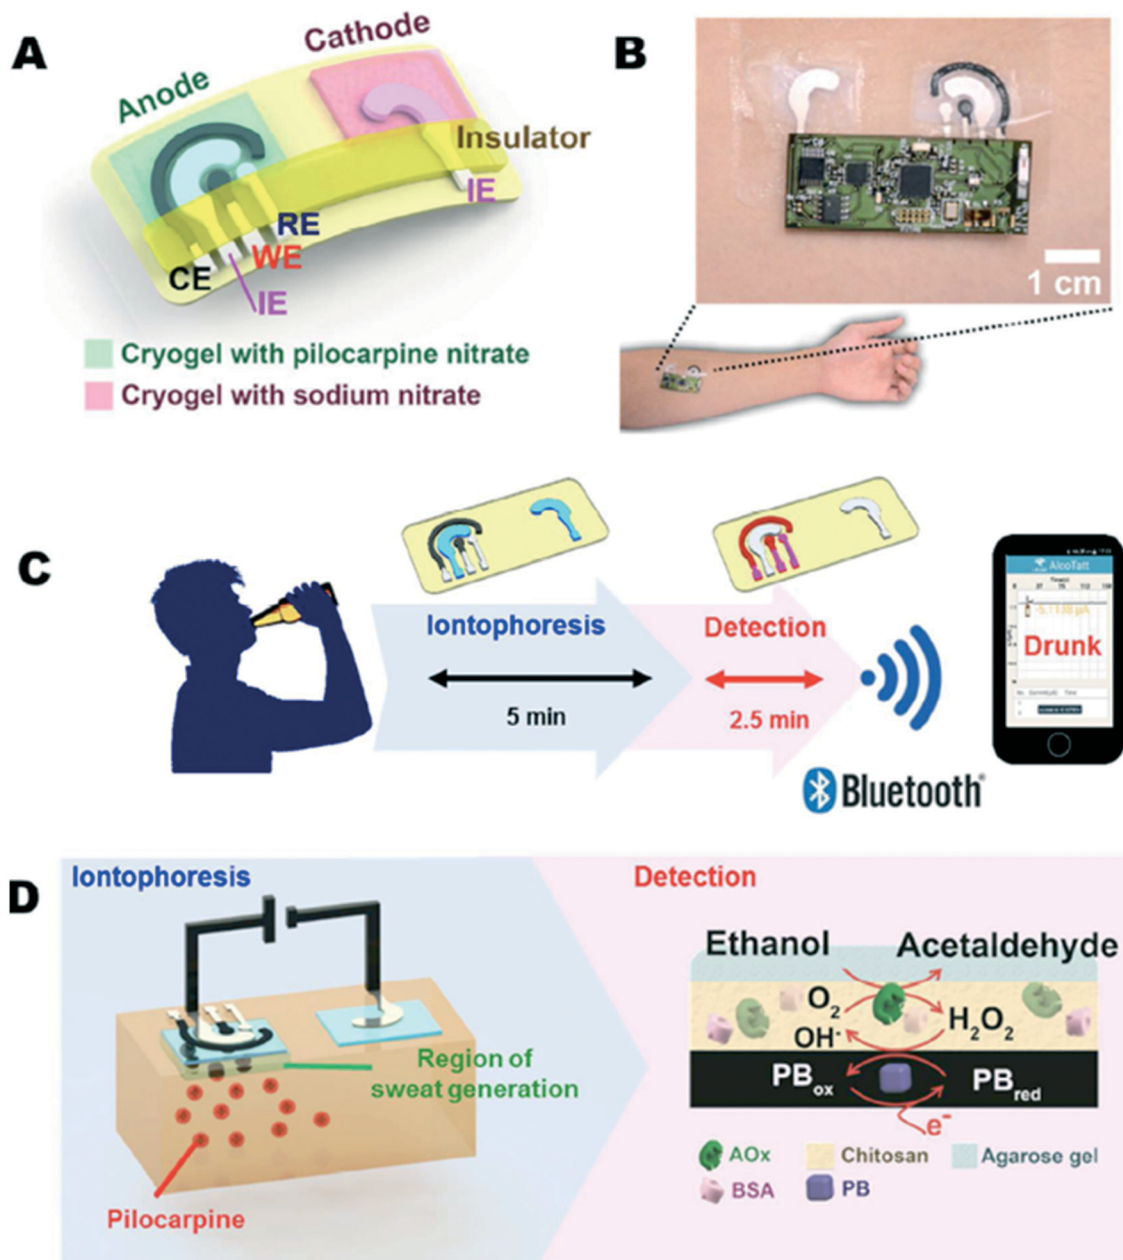 A
Anode
Cathode
Insulator
IE
RE
WE
CE
IE
Cryogel with pilocarpine nitrate
Cryogel with sodium nitrate
B
1 cm
C
Iontophoresis
5 min
Detection
2.5 min
Bluetooth
AlcoTatt
Drunk
D
Iontophoresis
Region of
sweat generation
Pilocarpine
Detection
Ethanol
Acetaldehyde
O2
H2O2
OH·
PBox
PBred
e-
AOx
Chitosan
Agarose gel
BSA
PB